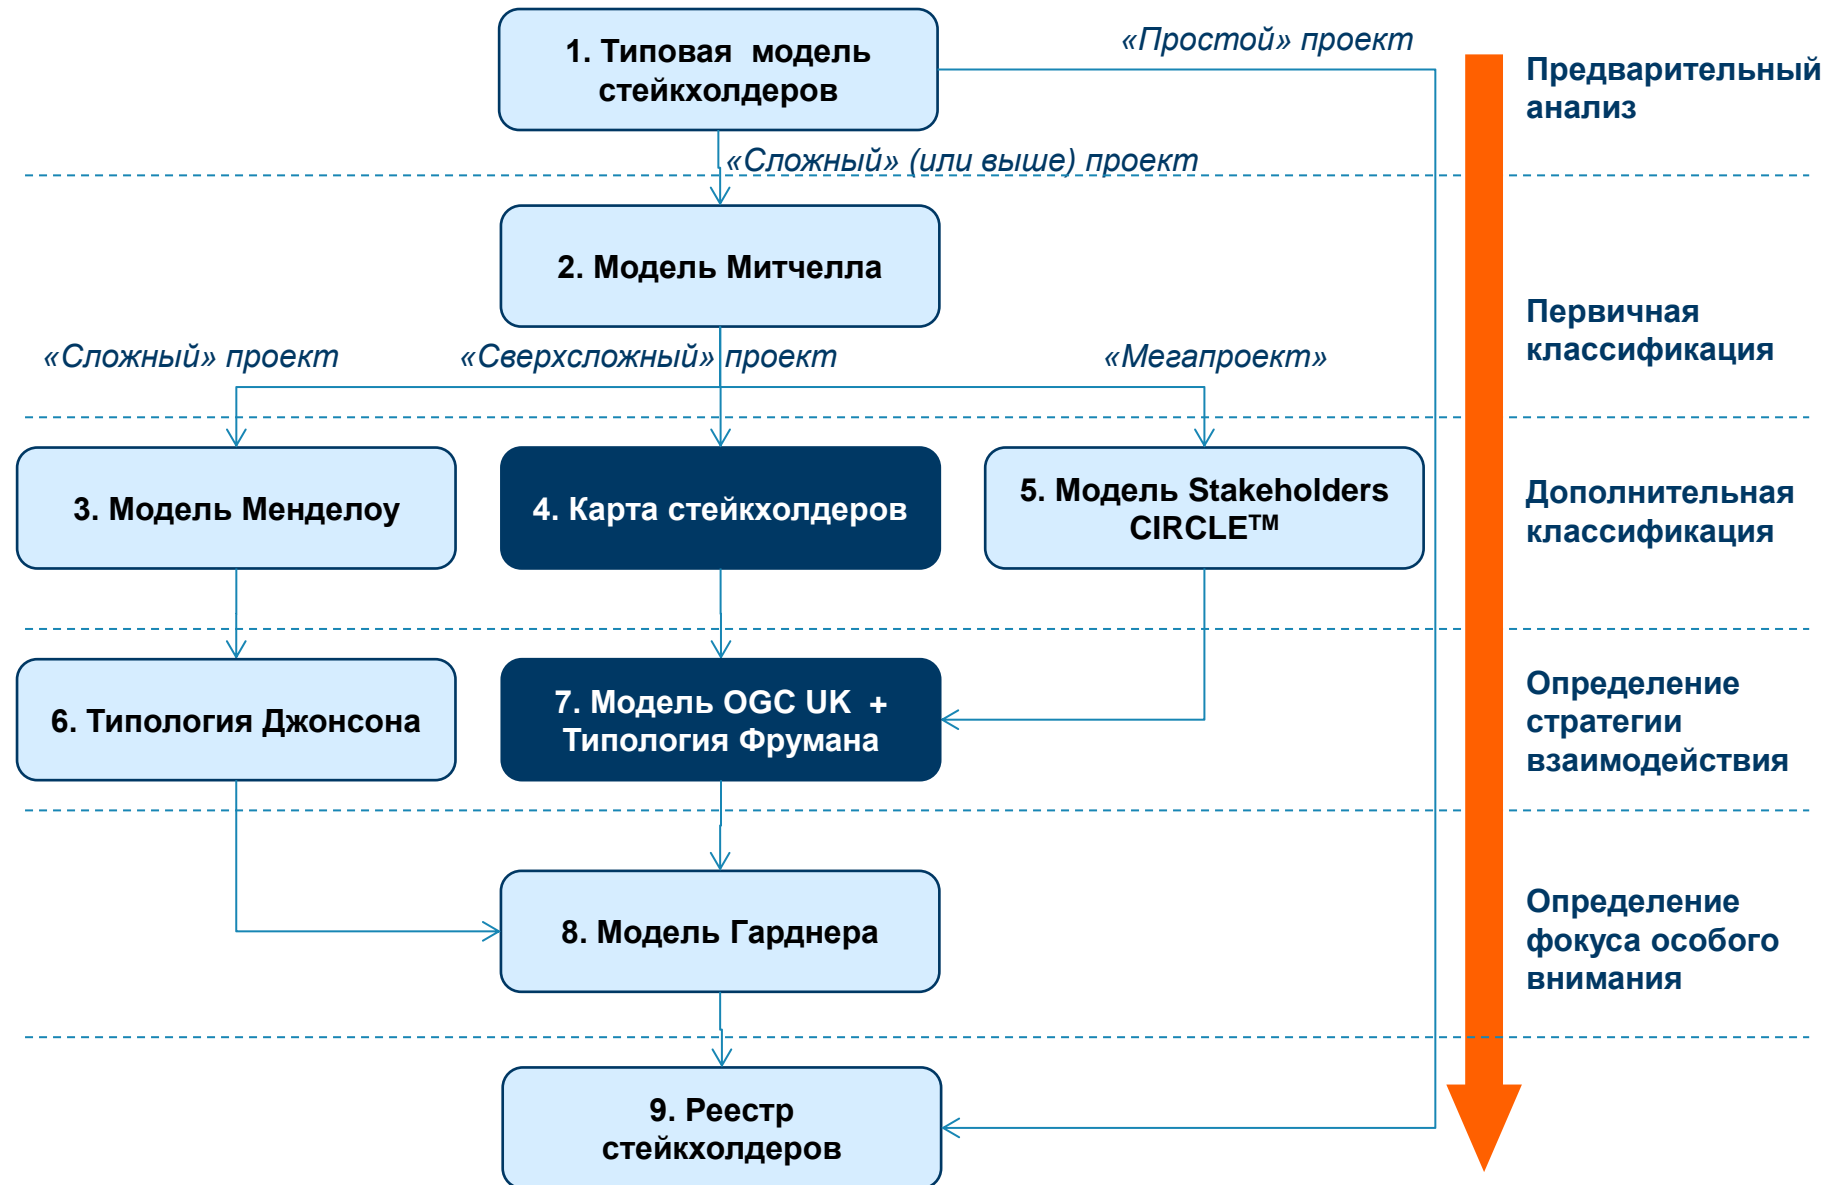 1. Типовая модель
стейкхолдеров
«Простой» проект
Предварительный
анализ
«Сложный» (или выше) проект
2. Модель Митчелла
Первичная
классификация
«Сложный» проект
«Сверхсложный» проект
«Мегапроект»
3. Модель Менделоу
4. Карта стейкхолдеров
5. Модель Stakeholders
CIRCLE™
Дополнительная
классификация
6. Типология Джонсона
7. Модель OGC UK +
Типология Фрумана
Определение
стратегии
взаимодействия
8. Модель Гарднера
Определение
фокуса особого
внимания
9. Реестр
стейкхолдеров